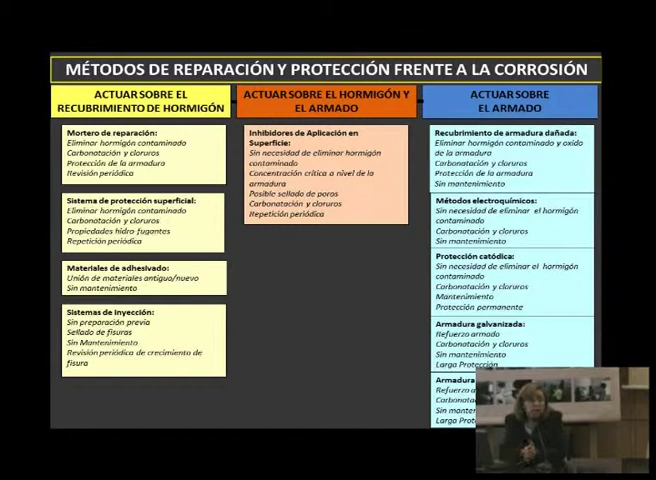 MÉTODOS DE REPARACIÓN Y PROTECCIÓN FRENTE A LA CORROSIÓN
ACTUAR SOBRE EL
RECUBRIMIENTO DE HORMIGÓN
Mortero de reparación:
Eliminar hormigón contaminado
Carbonatación y cloruros
Protección de la armadura
Revisión periódica
Sistema de protección superficial:
Eliminar hormigón contaminado
Carbonatación y cloruros
Propiedades hidro fugantes
Repetición periódica
Materiales de adhesivado:
Unión de materiales antiguo/nuevo
Sin mantenimiento
Sistemas de inyección:
Sin preparación previa
Sellado de fisuras
Sin Mantenimiento
Revisión periódica de crecimiento de
fisura
ACTUAR SOBRE EL HORMIGÓN Y
EL ARMADO
Inhibidores de Aplicación en
Superficie:
Sin necesidad de eliminar hormigón
contaminado
Concentración crítica a nivel de la
armadura
Posible sellado de poros
Carbonatación y cloruros
Repetición periódica
ACTUAR SOBRE
EL ARMADO
Recubrimiento de armadura dañada:
Eliminar hormigón contaminado y oxido
de la armadura
Carbonatación y cloruros
Protección de la armadura
Sin mantenimiento
Métodos electroquímicos:
Sin necesidad de eliminar el hormigón
contaminado
Carbonatación y cloruros
Sin mantenimiento
Protección catódica:
Sin necesidad de eliminar el hormigón
contaminado
Carbonatación y cloruros
Mantenimiento
Protección permanente
Armadura galvanizada:
Refuerzo armado
Carbonatación y cloruros
Sin mantenimiento
Larga Protección
Armadura
Refuerzo
Sin
Larga